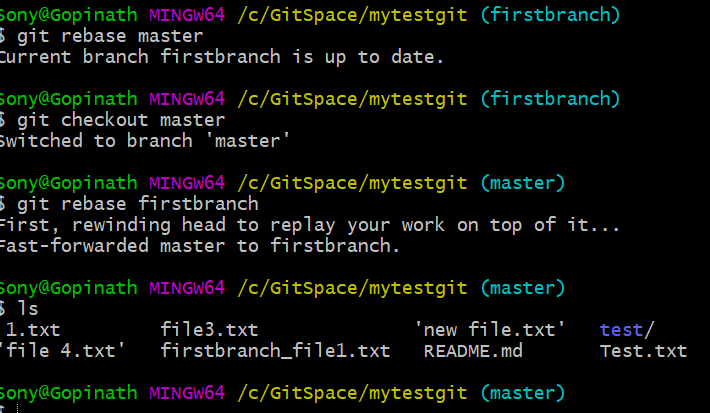 Sony@Gopinath MINGW64 /c/GitSpace/mytestgit (firstbranch)
$ git rebase master
Current branch firstbranch is up to date.
Sony@Gopinath MINGW64 /c/GitSpace/mytestgit (firstbranch)
$ git checkout master
Switched to branch 'master'
Sony@Gopinath MINGW64 /c/GitSpace/mytestgit (master)
$ git rebase firstbranch
First, rewinding head to replay your work on top of it...
Fast-forwarded master to firstbranch.
Sony@Gopinath MINGW64 /c/GitSpace/mytestgit (master)
$ ls
1.txt file3.txt 'new file.txt' test/
'file 4.txt' firstbranch_file1.txt README.md Test.txt
Sony@Gopinath MINGW64 /c/GitSpace/mytestgit (master)
$